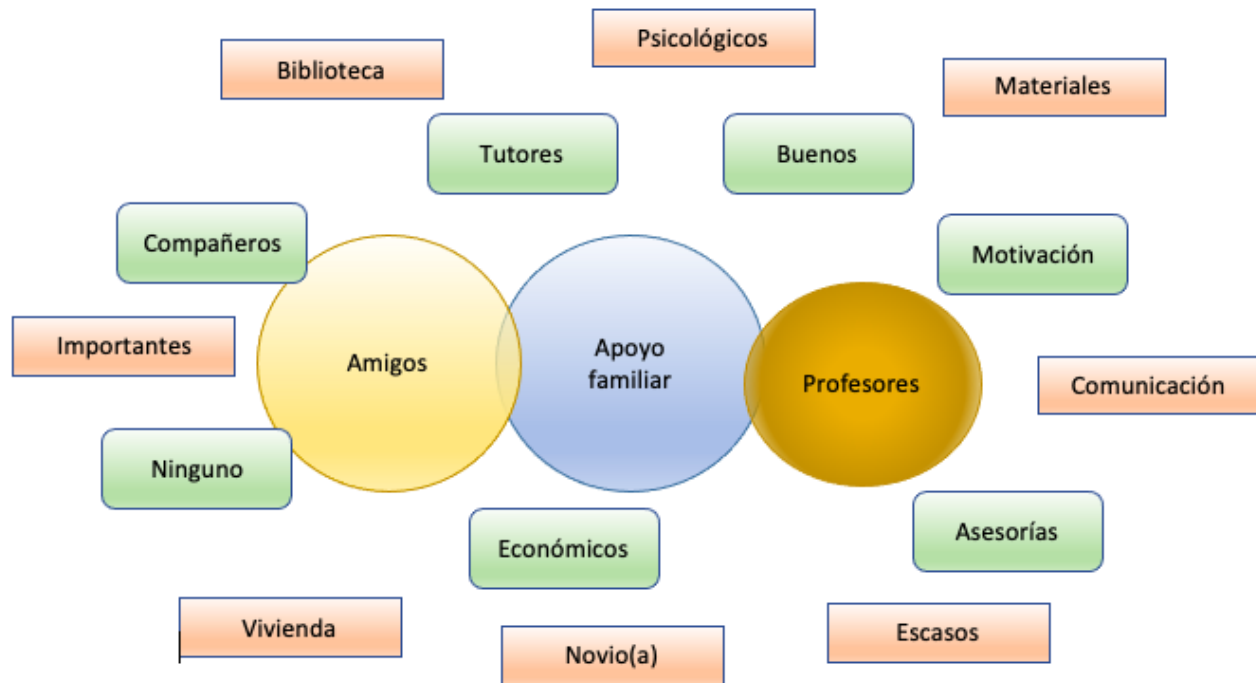 Psicológicos
Biblioteca
Materiales
Tutores
Buenos
Compañeros
Motivación
Importantes
Amigos
Apoyo
familiar
Profesores
Comunicación
Ninguno
Económicos
Asesorías
Vivienda
Novio(a)
Escasos